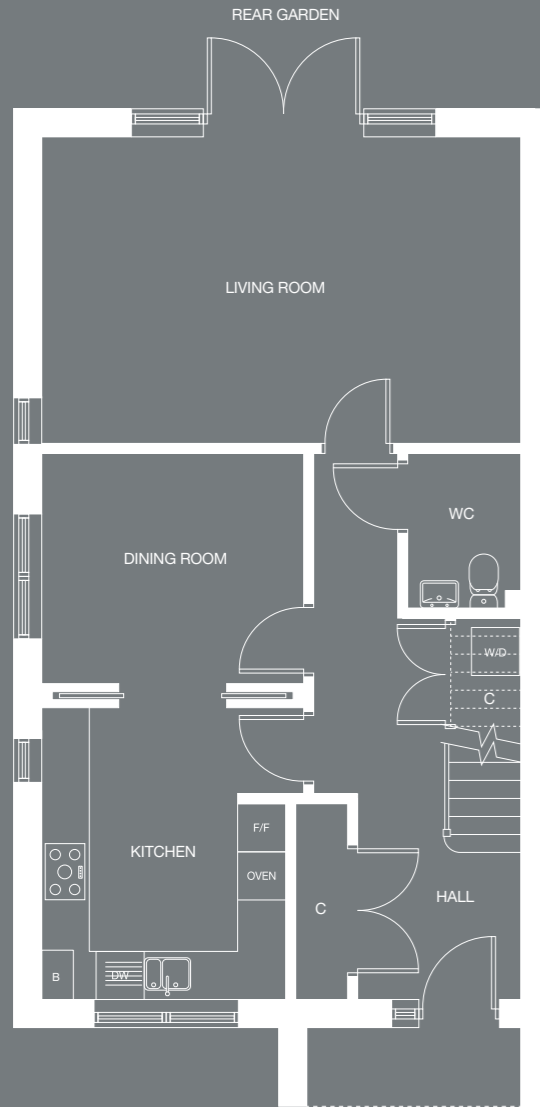 REAR GARDEN
LIVING ROOM
WC
DINING ROOM
W/D
C
F/F
KITCHEN
OVEN
HALL
C
B
DW